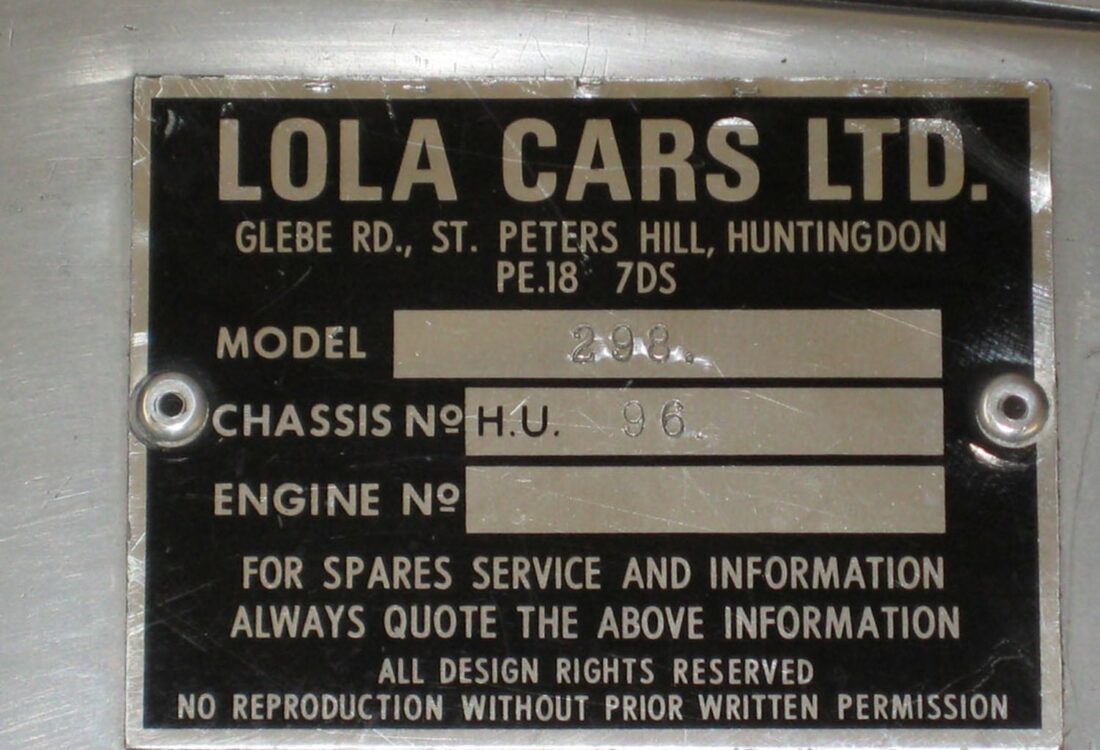 LOLA CARS LTD.
GLEBE RD., ST. PETERS HILL, HUNTINGDON
PE.18 7DS
MODEL 298.
CHASSIS Nº H.U. 96.
ENGINE Nº
FOR SPARES SERVICE AND INFORMATION
ALWAYS QUOTE THE ABOVE INFORMATION
ALL DESIGN RIGHTS RESERVED
NO REPRODUCTION WITHOUT PRIOR WRITTEN PERMISSION